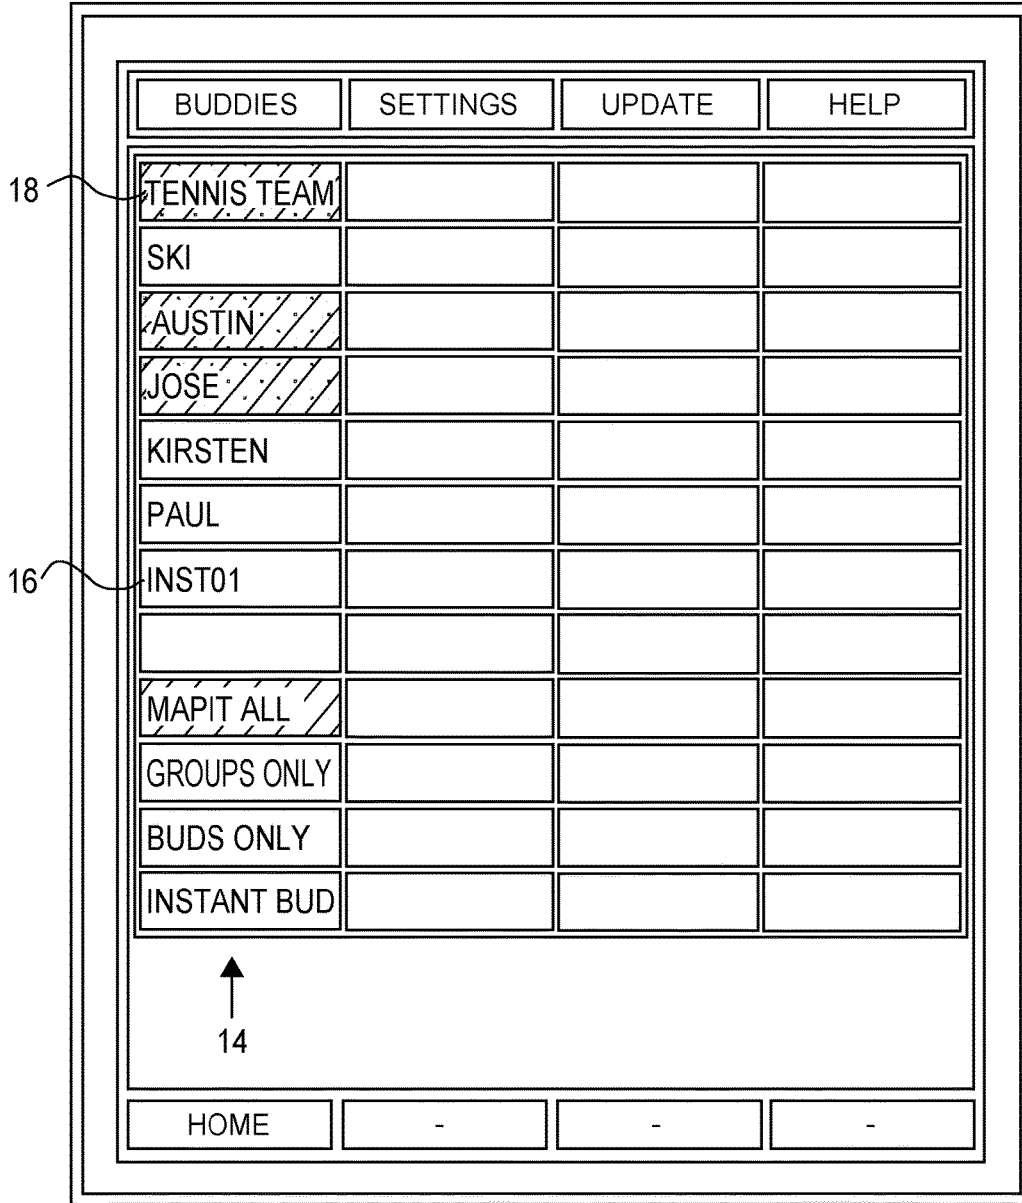 BUDDIES SETTINGS UPDATE HELP
18 TENNIS TEAM
SKI
AUSTIN
JOSE
KIRSTEN
PAUL
16 INST01
MAPIT ALL
GROUPS ONLY
BUDS ONLY
INSTANT BUD
14
HOME - - -